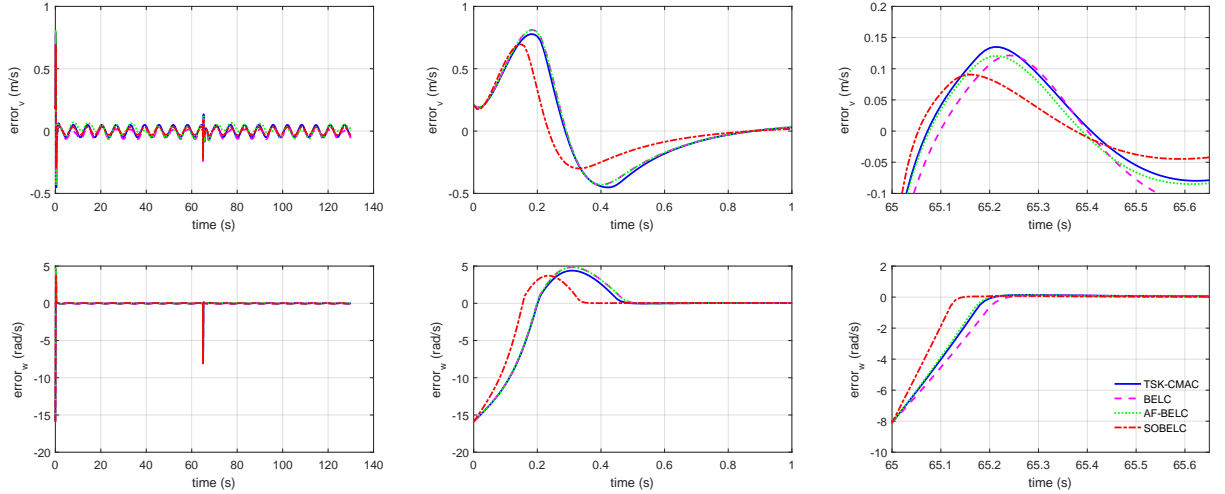 1
0.5
0
-0.5
error_v (m/s)
0 20 40 60 80 100 120 140
time (s)
1
0.5
0
-0.5
error_v (m/s)
0 0.2 0.4 0.6 0.8 1
time (s)
0.2
0.15
0.1
0.05
0
-0.05
-0.1
error_v (m/s)
65 65.1 65.2 65.3 65.4 65.5 65.6
time (s)
5
0
-5
-10
-15
-20
error_w (rad/s)
0 20 40 60 80 100 120 140
time (s)
5
0
-5
-10
-15
-20
error_w (rad/s)
0 0.2 0.4 0.6 0.8 1
time (s)
2
0
-2
-4
-6
-8
-10
error_w (rad/s)
65 65.1 65.2 65.3 65.4 65.5 65.6
time (s)
TSK-CMAC
BELC
AF-BELC
SOBELC